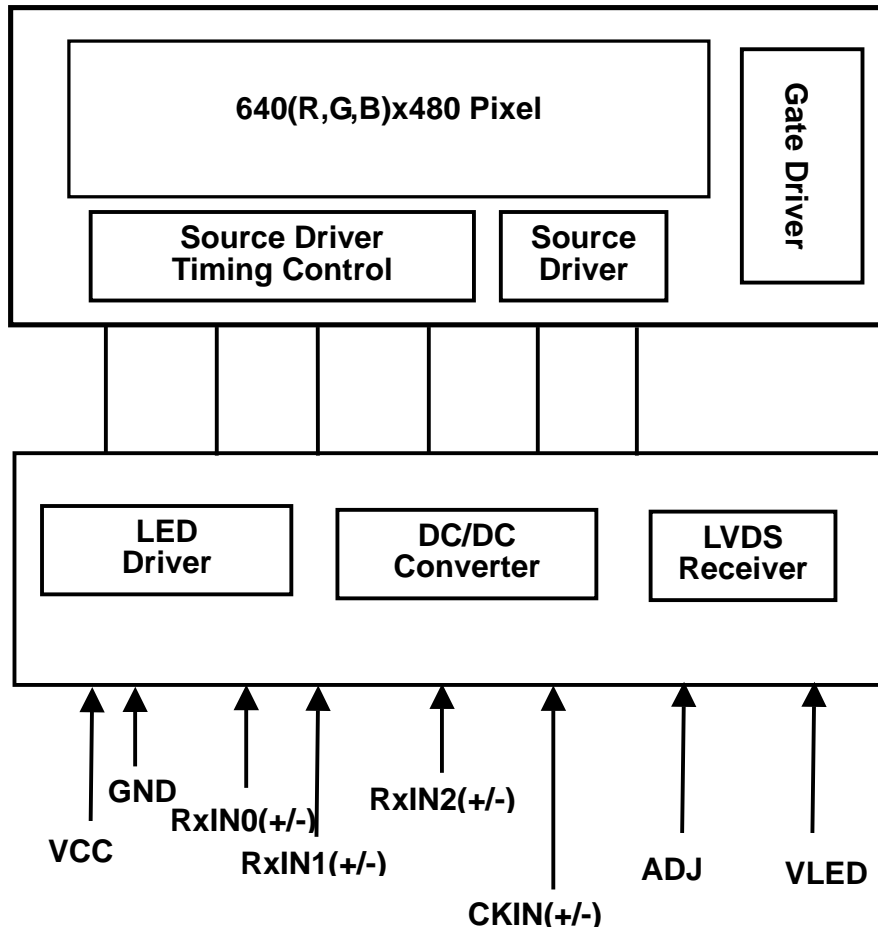 640(R,G,B)x480 Pixel
Gate Driver
Source Driver
Timing Control
Source
Driver
LED
Driver
DC/DC
Converter
LVDS
Receiver
VCC
GND
RxIN0(+/-)
RxIN1(+/-)
RxIN2(+/-)
CKIN(+/-)
ADJ
VLED